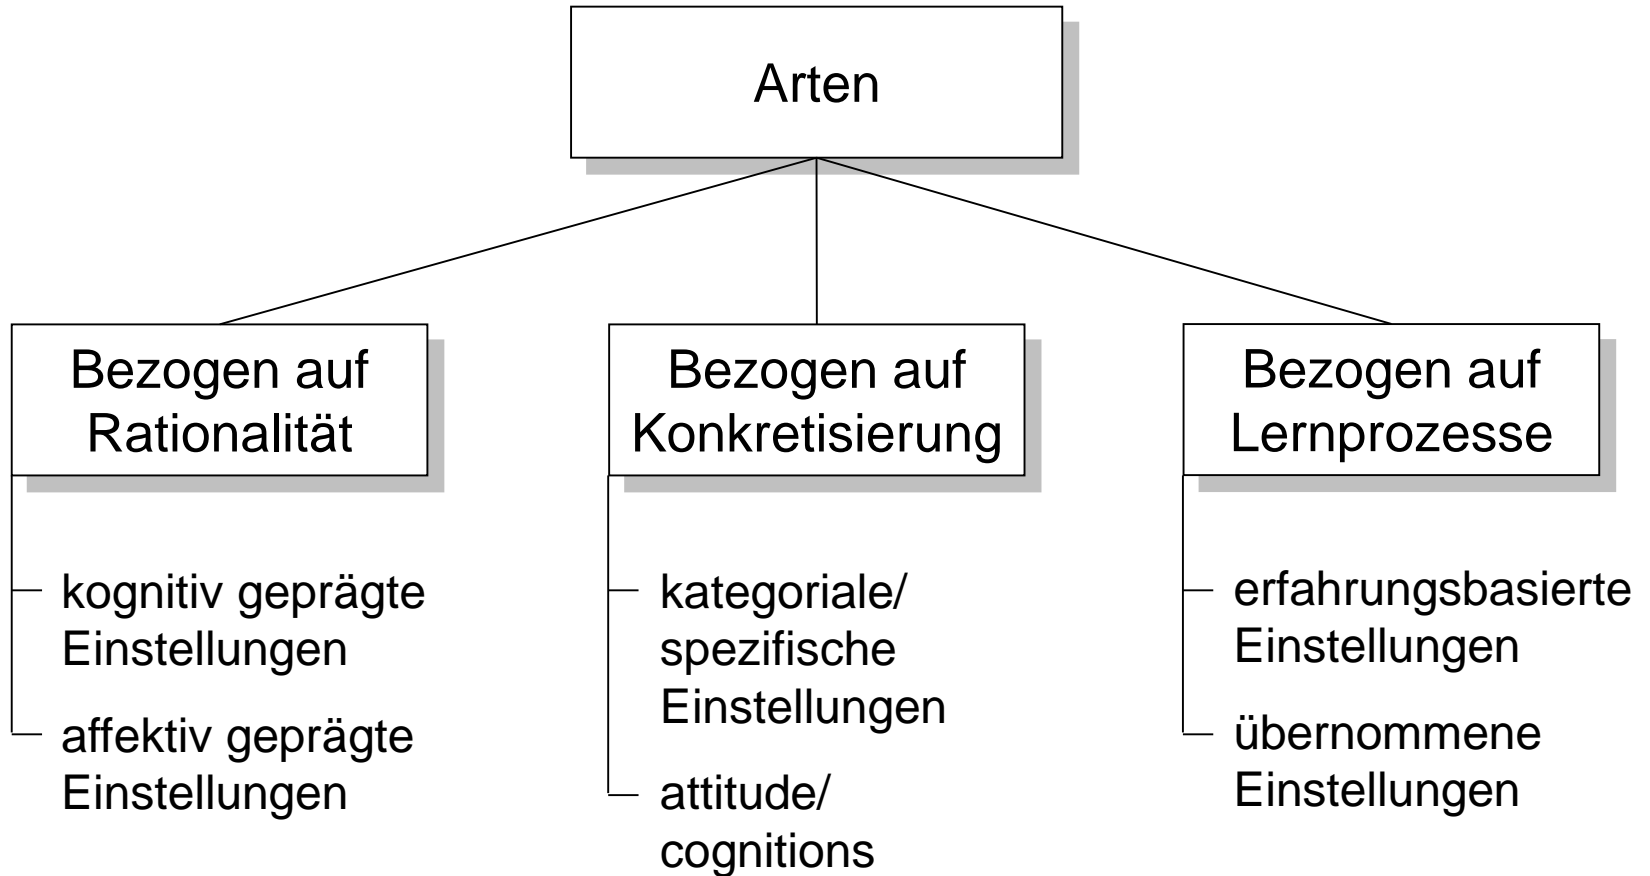 Arten
Bezogen auf
Rationalität
Bezogen auf
Konkretisierung
Bezogen auf
Lernprozesse
kognitiv geprägte
Einstellungen
affektiv geprägte
Einstellungen
kategoriale/
spezifische
Einstellungen
attitude/
cognitions
erfahrungsbasierte
Einstellungen
übernommene
Einstellungen